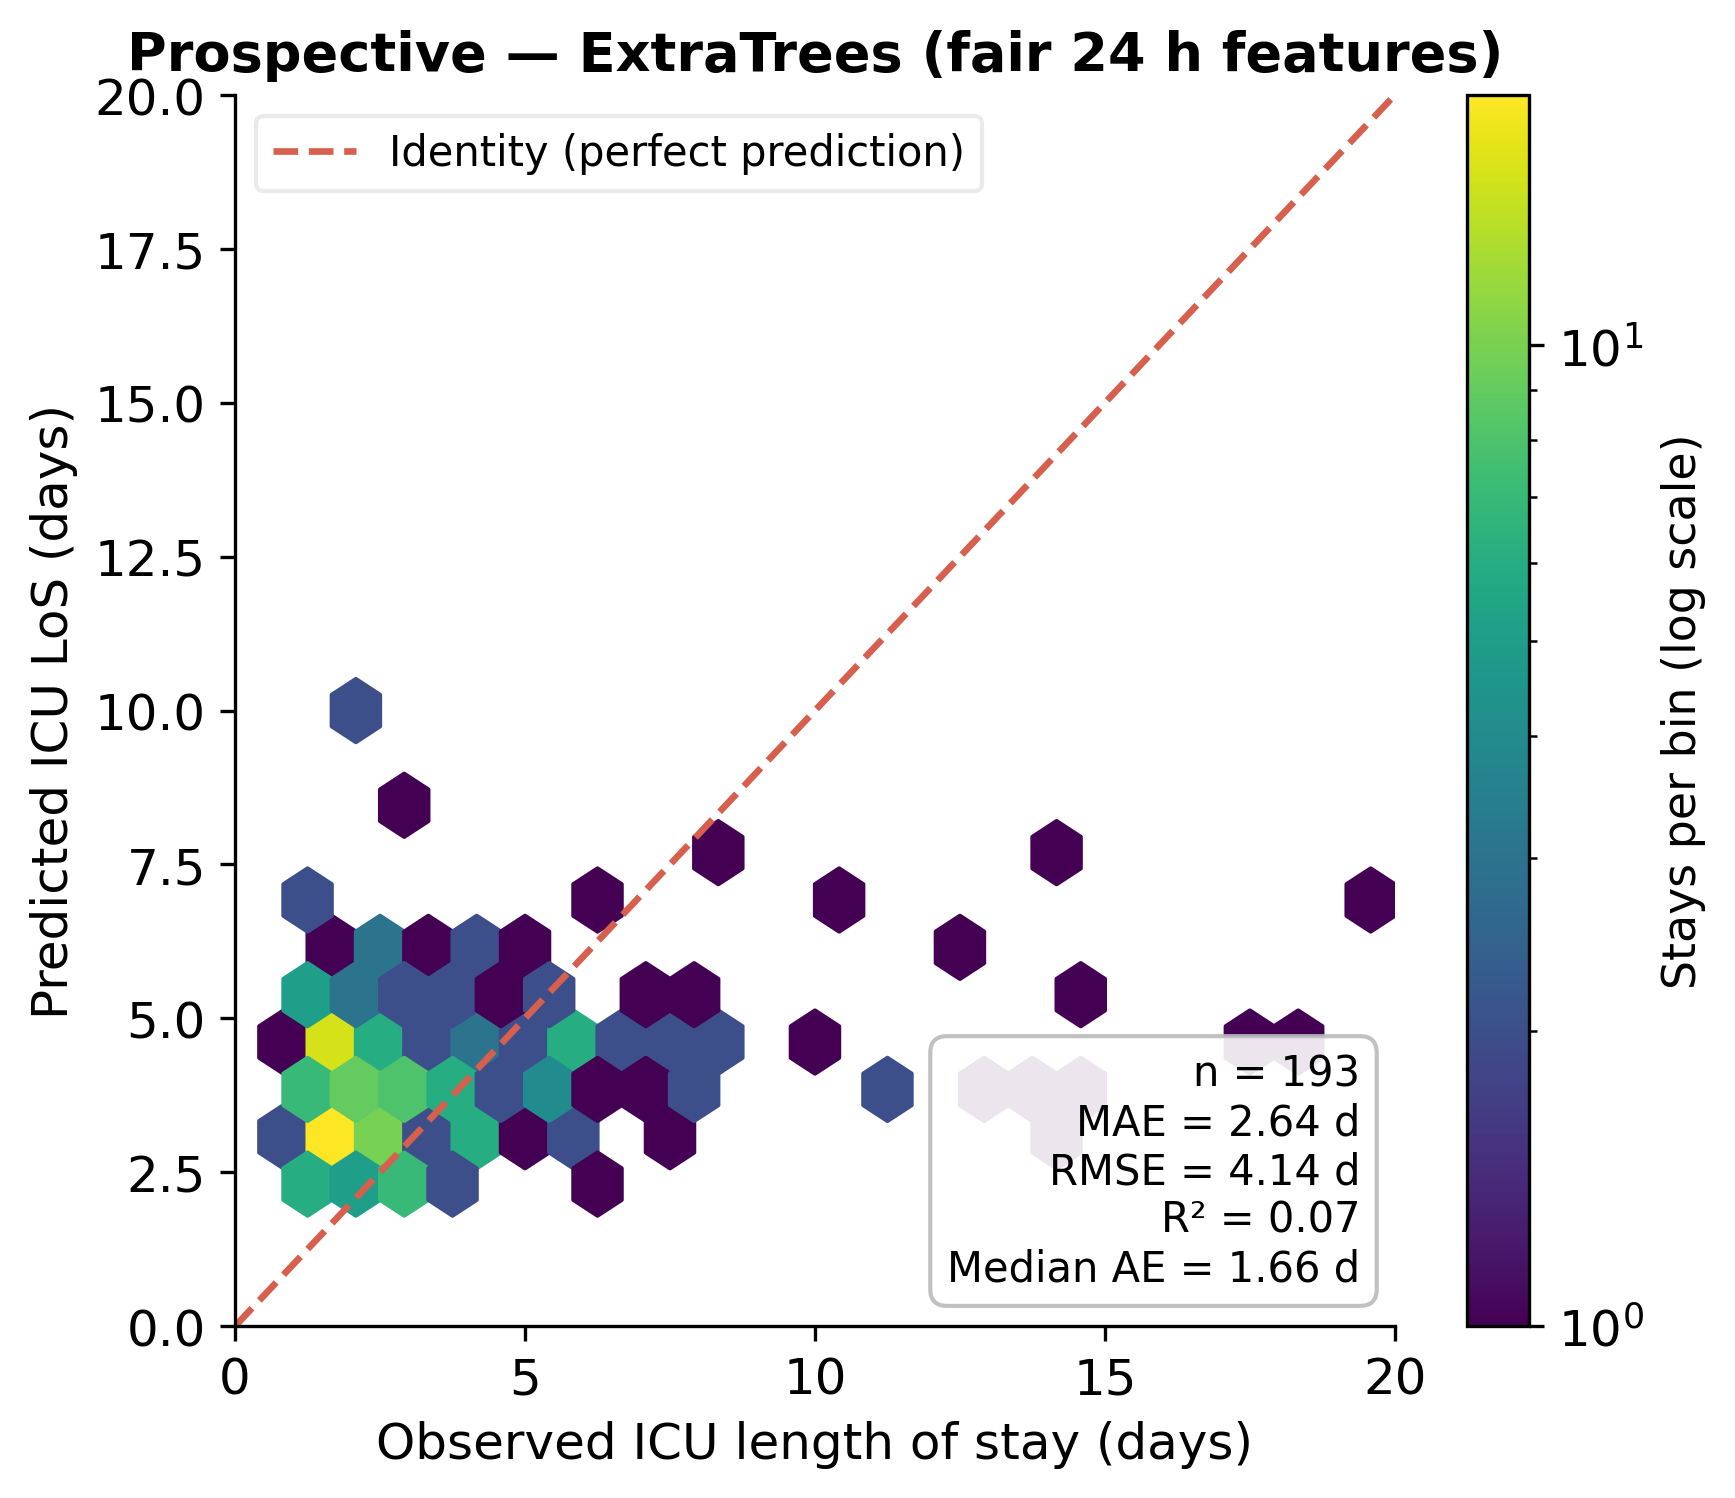 Prospective — ExtraTrees (fair 24 h features)
Identity (perfect prediction)
20.0
17.5
15.0
12.5
10.0
7.5
5.0
2.5
0.0
Predicted ICU LoS (days)
0
5
10
15
20
Observed ICU length of stay (days)
n = 193
MAE = 2.64 d
RMSE = 4.14 d
R² = 0.07
Median AE = 1.66 d
10¹
10⁰
Stays per bin (log scale)